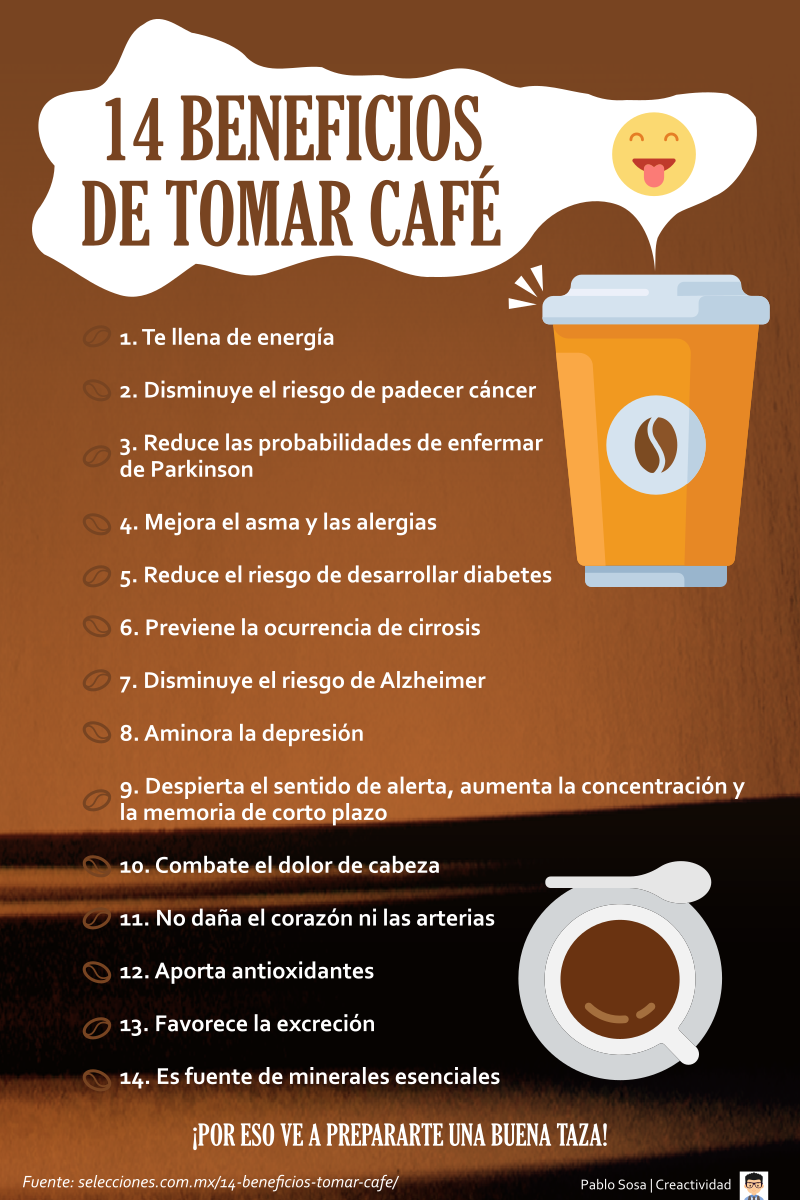 14 BENEFICIOS
DE TOMAR CAFÉ
1. Te llena de energía
2. Disminuye el riesgo de padecer cáncer
3. Reduce las probabilidades de enfermar
de Parkinson
4. Mejora el asma y las alergias
5. Reduce el riesgo de desarrollar diabetes
6. Previene la ocurrencia de cirrosis
7. Disminuye el riesgo de Alzheimer
8. Aminora la depresión
9. Despierta el sentido de alerta, aumenta la concentración y
la memoria de corto plazo
10. Combate el dolor de cabeza
11. No daña el corazón ni las arterias
12. Aporta antioxidantes
13. Favorece la excreción
14. Es fuente de minerales esenciales
¡POR ESO VE A PREPARARTE UNA BUENA TAZA!
Fuente: selecciones.com.mx/14-beneficios-tomar-cafe/
Pablo Sosa | Creactividad